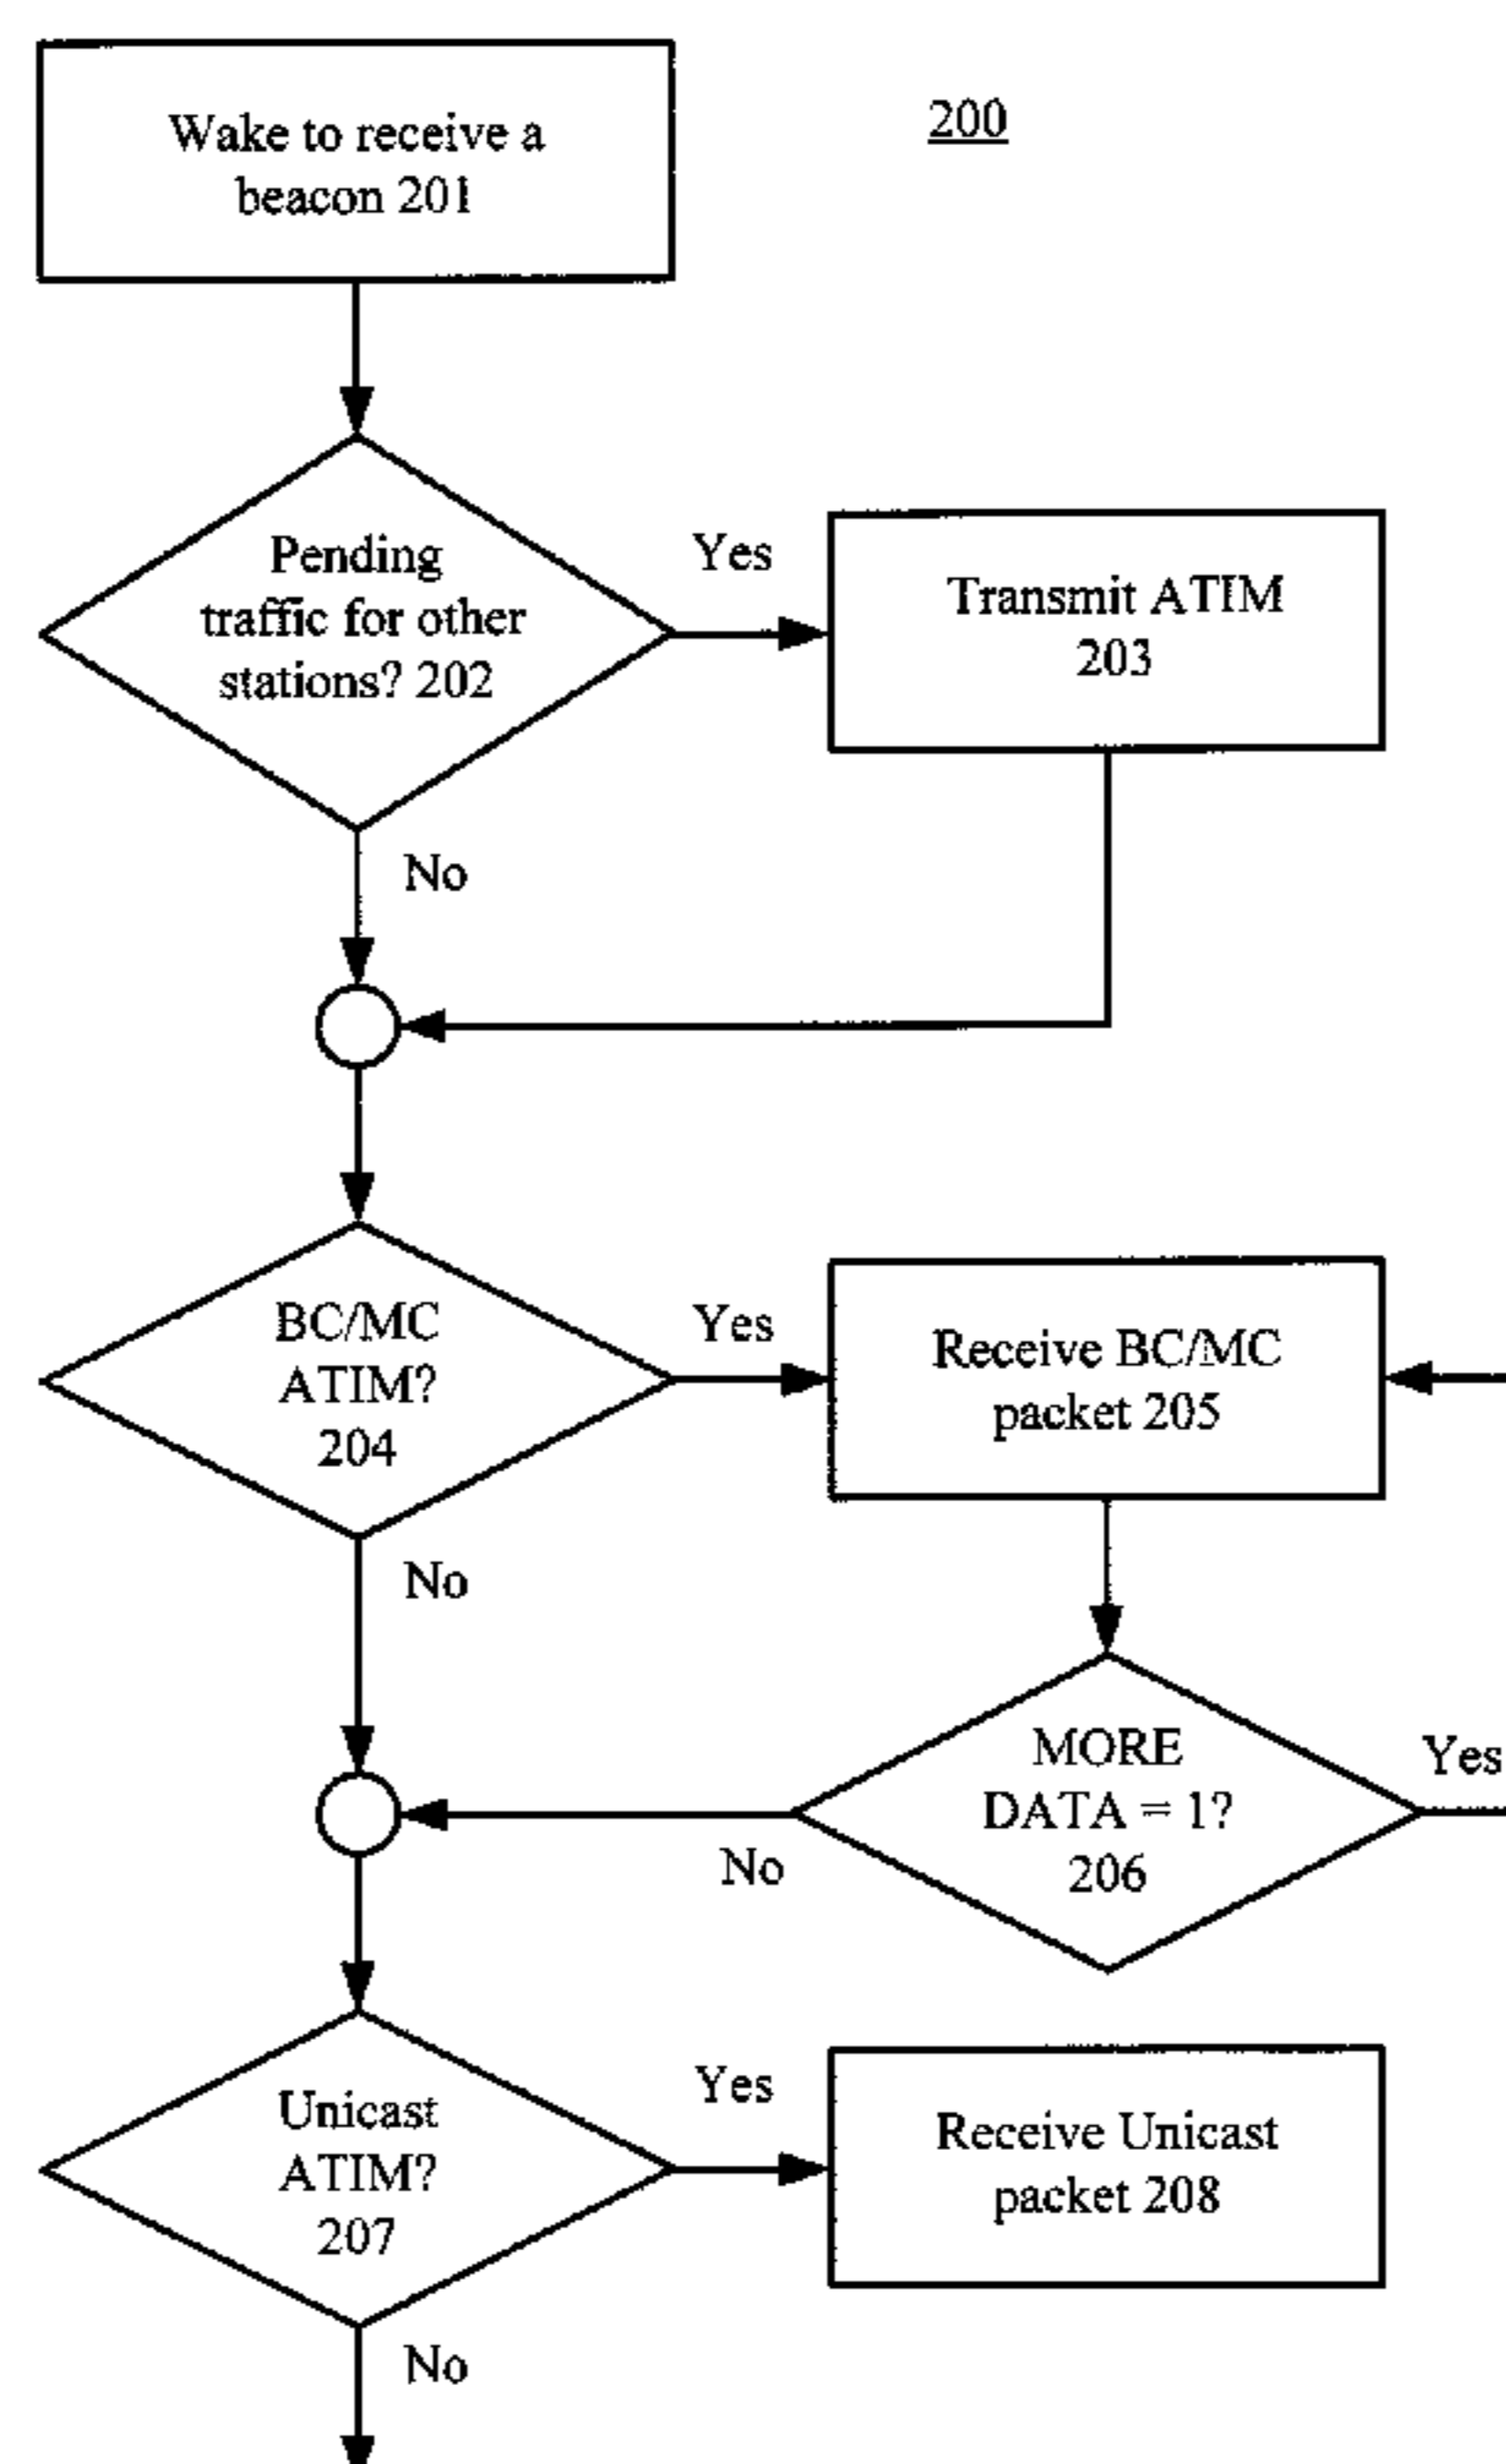 Wake to receive a
beacon 201
200
Pending
traffic for other
stations? 202
Yes
Transmit ATIM
203
No
BC/MC
ATIM?
204
Yes
Receive BC/MC
packet 205
No
MORE
DATA = 1?
206
Yes
No
Unicast
ATIM?
207
Yes
Receive Unicast
packet 208
No